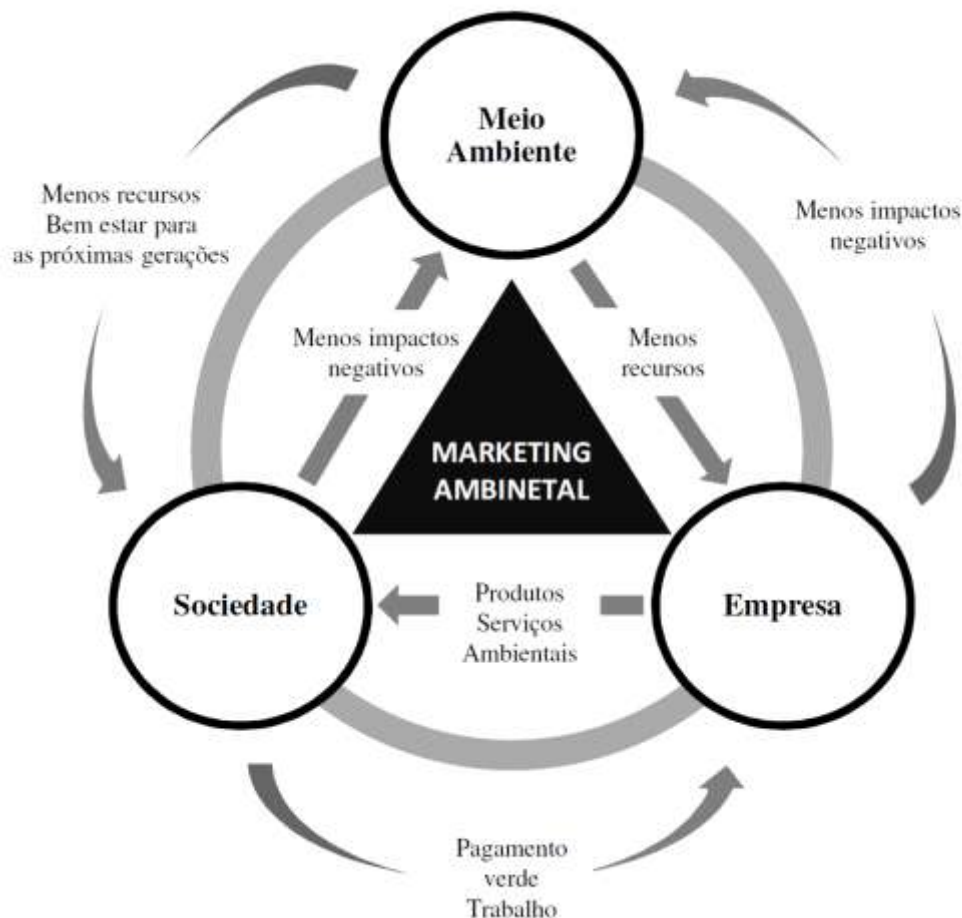 Meio
Ambiente
Menos recursos
Bem estar para
as próximas gerações
Menos impactos
negativos
Menos impactos
negativos
Menos
recursos
MARKETING
AMBINETAL
Sociedade
Produtos
Serviços
Ambientais
Empresa
Pagamento
verde
Trabalho